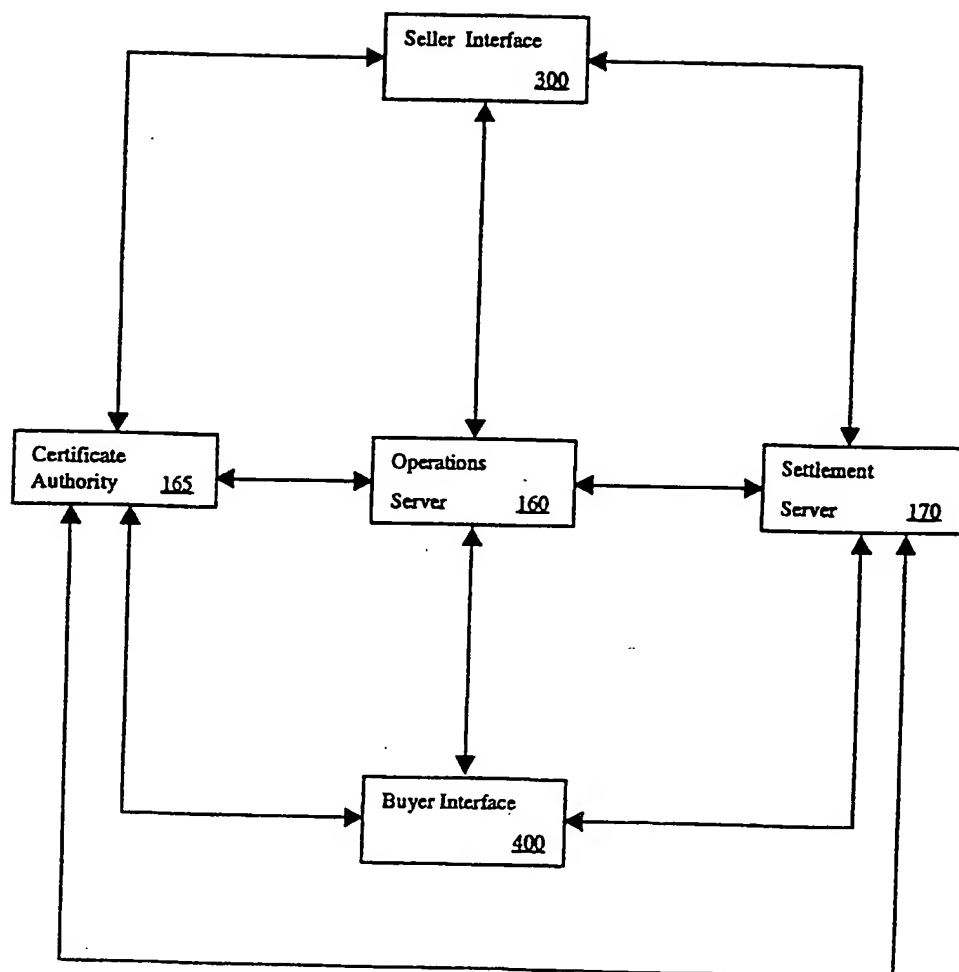 Seller Interface
300
Certificate
Authority 165
Operations
Server 160
Settlement
Server 170
Buyer Interface
400